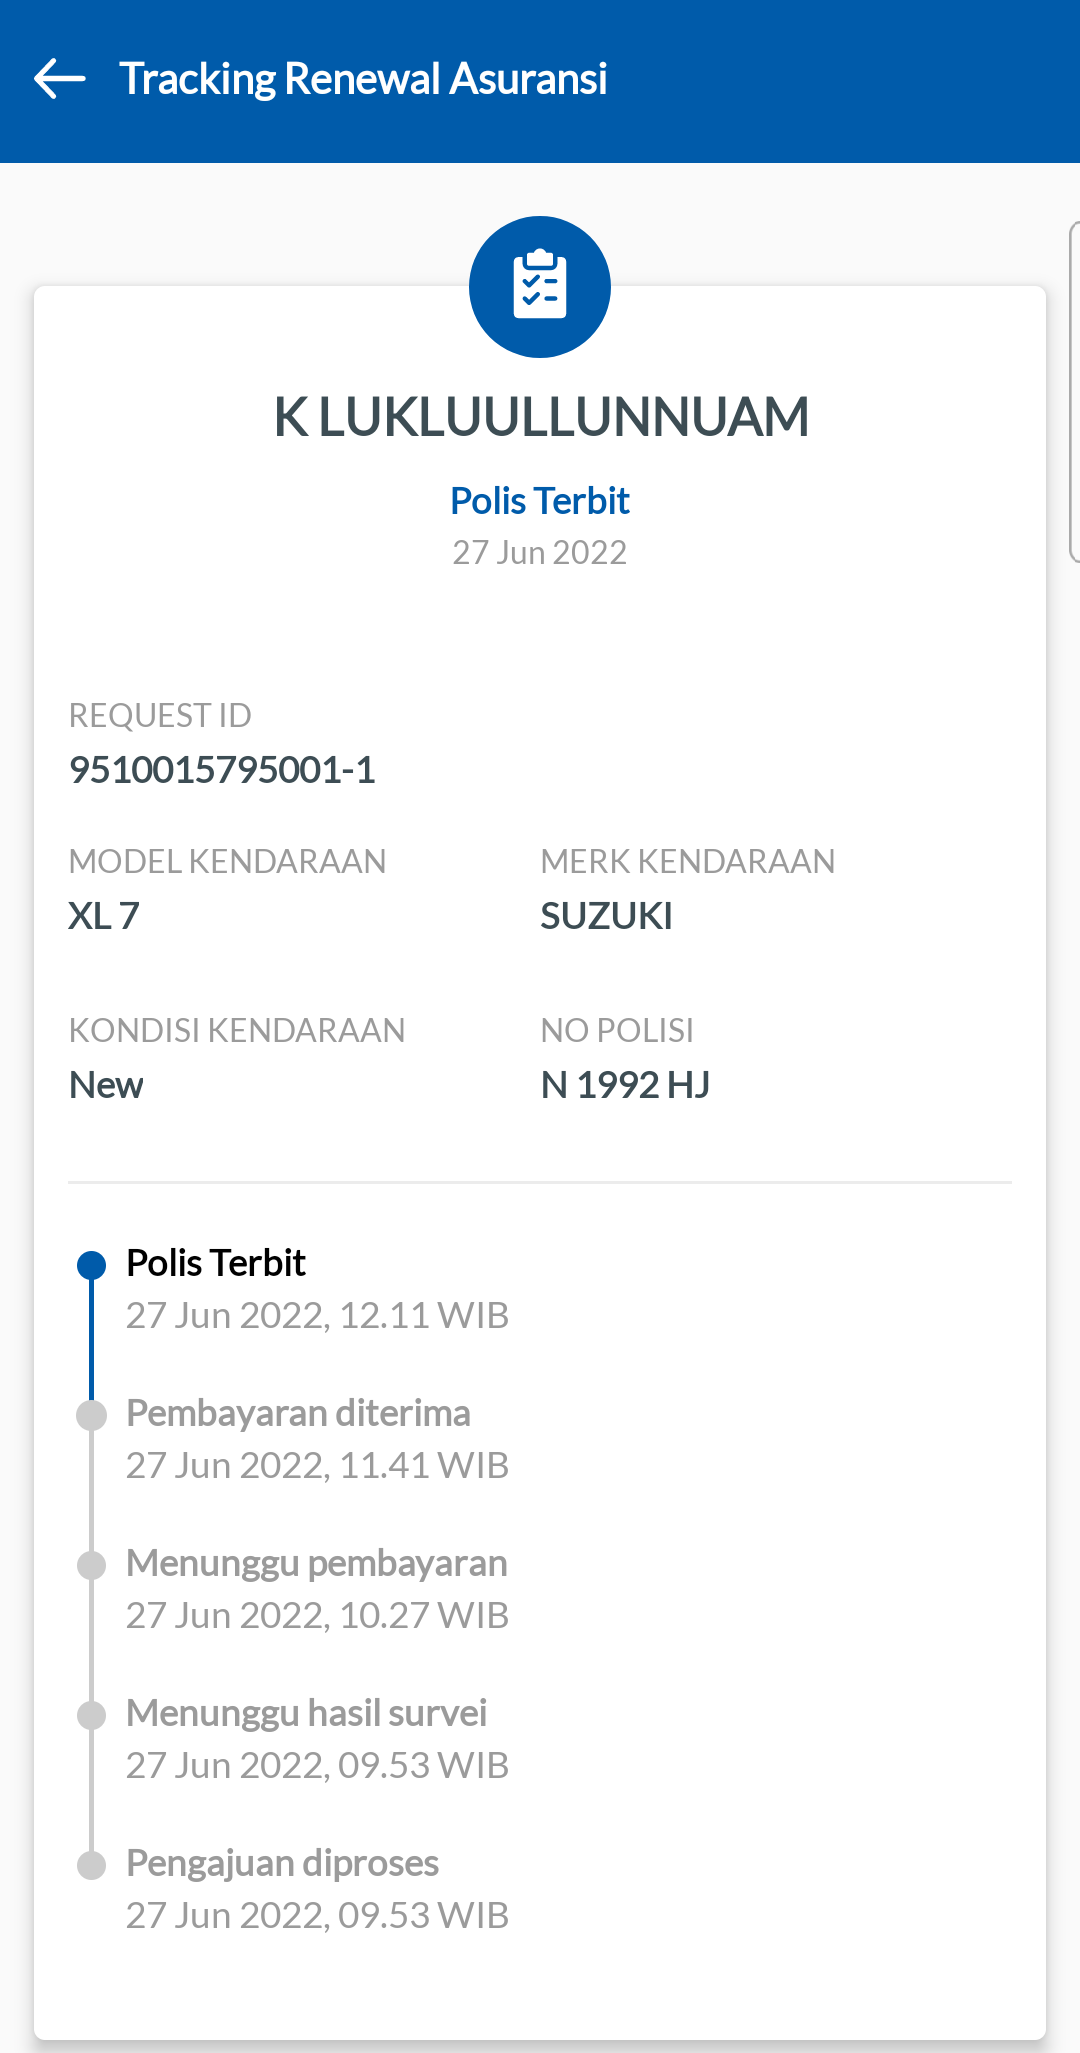 Tracking Renewal Asuransi
K LUKLUULLUNNUAM
Polis Terbit
27 Jun 2022
REQUEST ID
9510015795001-1
MODEL KENDARAAN
XL 7
MERK KENDARAAN
SUZUKI
KONDISI KENDARAAN
New
NO POLISI
N 1992 HJ
Polis Terbit
27 Jun 2022, 12.11 WIB
Pembayaran diterima
27 Jun 2022, 11.41 WIB
Menunggu pembayaran
27 Jun 2022, 10.27 WIB
Menunggu hasil survei
27 Jun 2022, 09.53 WIB
Pengajuan diproses
27 Jun 2022, 09.53 WIB